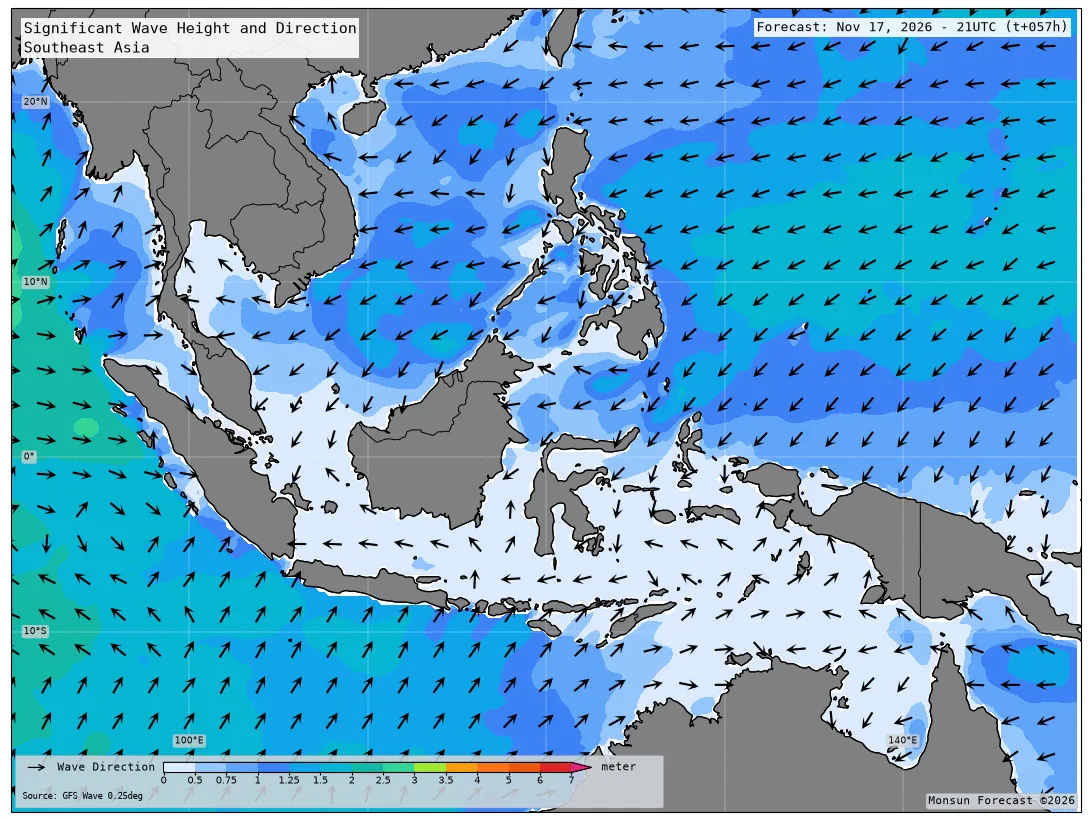 Significant Wave Height and Direction
Southeast Asia
Forecast: Nov 17, 2026 - 21UTC (t+057h)
20°N
10°N
0°
10°S
100°E
140°E
Wave Direction
0 0.5 0.75 1 1.25 1.5 2 2.5 3 3.5 4 5 6 7
meter
Source: GFS Wave 0.25deg
Monsun Forecast ©2026